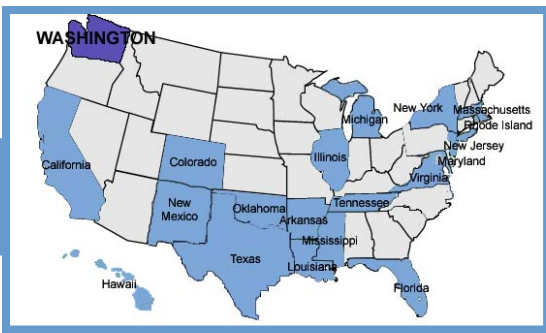 WASHINGTON
New York
Massachusetts
Michigan
Rhode Island
New Jersey
Illinois
Maryland
California
Colorado
Virginia
New
Mexico
Oklahoma
Tennessee
Arkansas
Mississippi
Texas
Louisiana
Hawaii
Florida